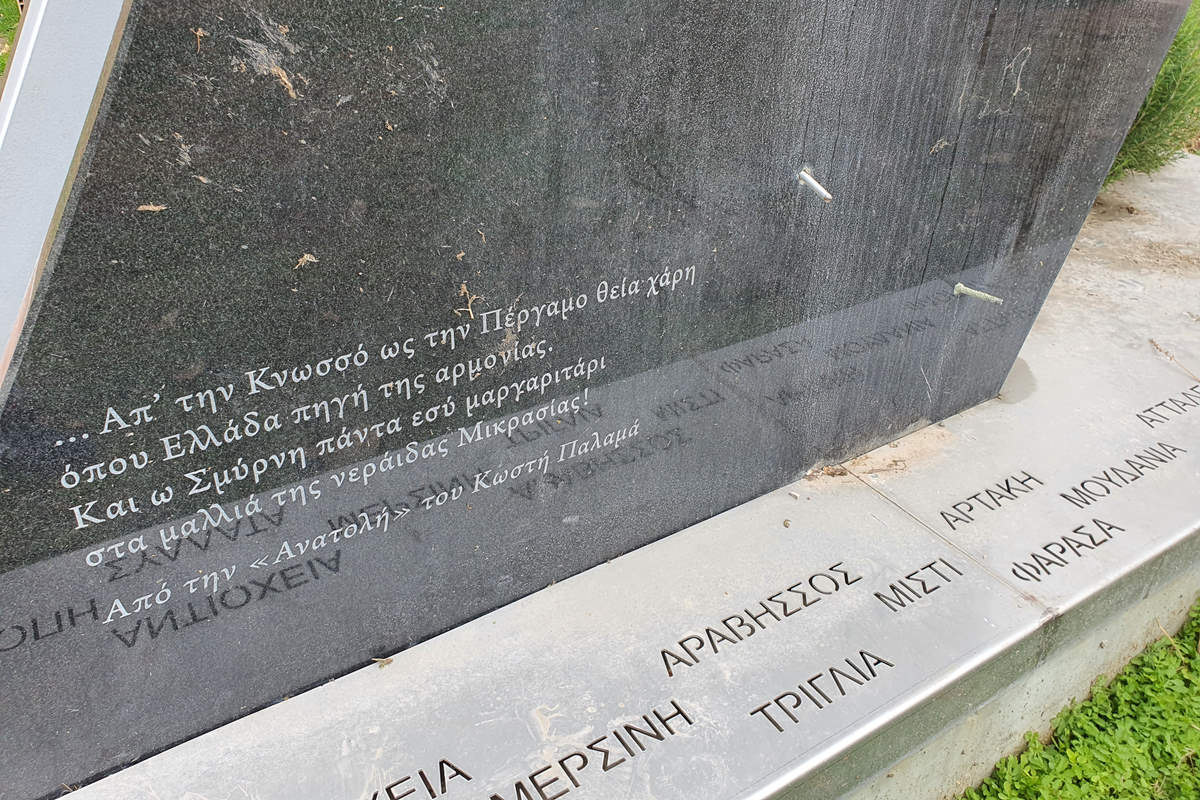 ... Απ' την Κνωσσό ως την Πέργαμο θεία χάρη
όπου Ελλάδα πηγή της αρμονίας.
Και ω Σμύρνη πάντα εσύ μαργαριτάρι
στα μαλλιά της νεράιδας Μικρασίας!
Από την «Ανατολή» του Κωστή Παλαμά
ΑΡΑΒΗΣΣΟΣ ΑΡΤΑΚΗ
ΜΕΡΣΙΝΗ ΤΡΙΓΛΙΑ ΜΙΣΤΙ ΦΑΡΑΣΑ ΜΟΥΔΑΝΙΑ